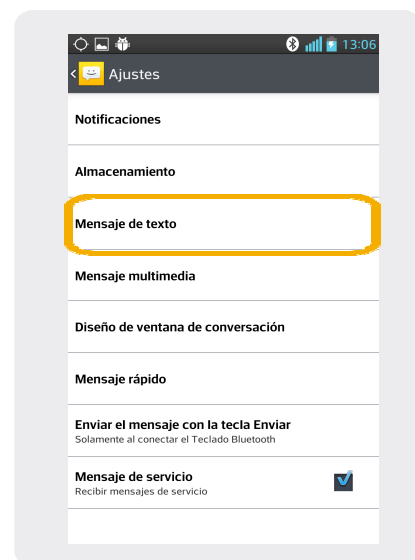 13:06
Ajustes
Notificaciones
Almacenamiento
Mensaje de texto
Mensaje multimedia
Diseño de ventana de conversación
Mensaje rápido
Enviar el mensaje con la tecla Enviar
Solamente al conectar el Teclado Bluetooth
Mensaje de servicio
Recibir mensajes de servicio